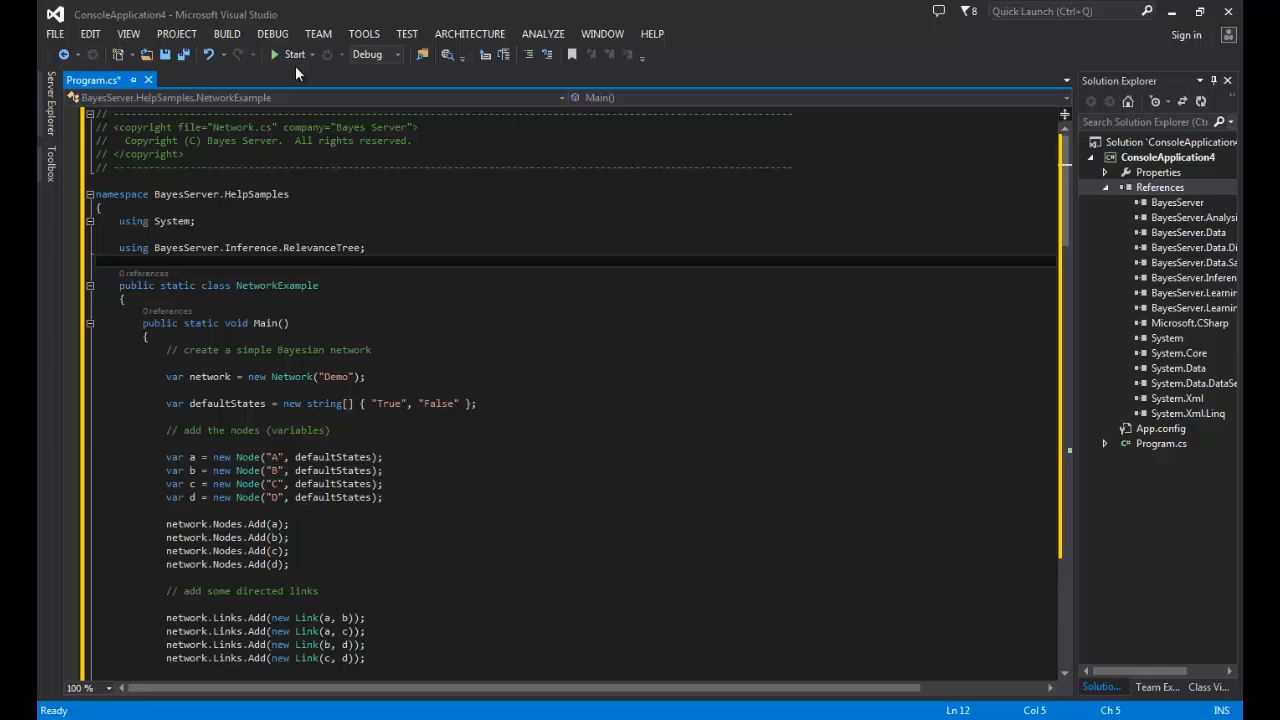 ConsoleApplication4 - Microsoft Visual Studio
8
Quick Launch (Ctrl+Q)
FILE EDIT VIEW PROJECT BUILD DEBUG TEAM TOOLS TEST ARCHITECTURE ANALYZE WINDOW HELP
Sign in
Start Debug
Server Explorer
Toolbox
Program.cs*
BayesServer.HelpSamples.NetworkExample
Main()
// ---------------------------------------------------------------------------------------------------------------------
// <copyright file="Network.cs" company="Bayes Server">
//   Copyright (C) Bayes Server.  All rights reserved.
// </copyright>
// ---------------------------------------------------------------------------------------------------------------------
namespace BayesServer.HelpSamples
{
using System;
using BayesServer.Inference.RelevanceTree;
0 references
public static class NetworkExample
{
0 references
public static void Main()
{
// create a simple Bayesian network
var network = new Network("Demo");
var defaultStates = new string[] { "True", "False" };
// add the nodes (variables)
var a = new Node("A", defaultStates);
var b = new Node("B", defaultStates);
var c = new Node("C", defaultStates);
var d = new Node("D", defaultStates);
network.Nodes.Add(a);
network.Nodes.Add(b);
network.Nodes.Add(c);
network.Nodes.Add(d);
// add some directed links
network.Links.Add(new Link(a, b));
network.Links.Add(new Link(a, c));
network.Links.Add(new Link(b, d));
network.Links.Add(new Link(c, d));
100 %
Solution Explorer
Search Solution Explorer (Ctrl
Solution 'ConsoleApplication4
ConsoleApplication4
Properties
References
BayesServer
BayesServer.Analysi
BayesServer.Data
BayesServer.Data.Di
BayesServer.Data.Sa
BayesServer.Inferen
BayesServer.Learnin
BayesServer.Learnin
Microsoft.CSharp
System
System.Core
System.Data
System.Data.DataSe
System.Xml
System.Xml.Linq
App.config
Program.cs
Solutio... Team Ex... Class Vi...
Ready
Ln 12 Col 5 Ch 5 INS